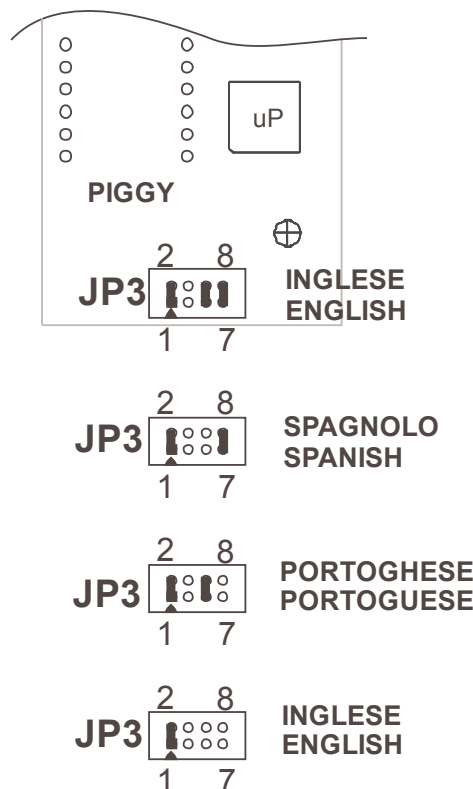 uP
PIGGY
2 8
JP3
INGLESE
ENGLISH
1 7
2 8
JP3
SPAGNOLO
SPANISH
1 7
2 8
JP3
PORTOGHESE
PORTOGUESE
1 7
2 8
JP3
INGLESE
ENGLISH
1 7